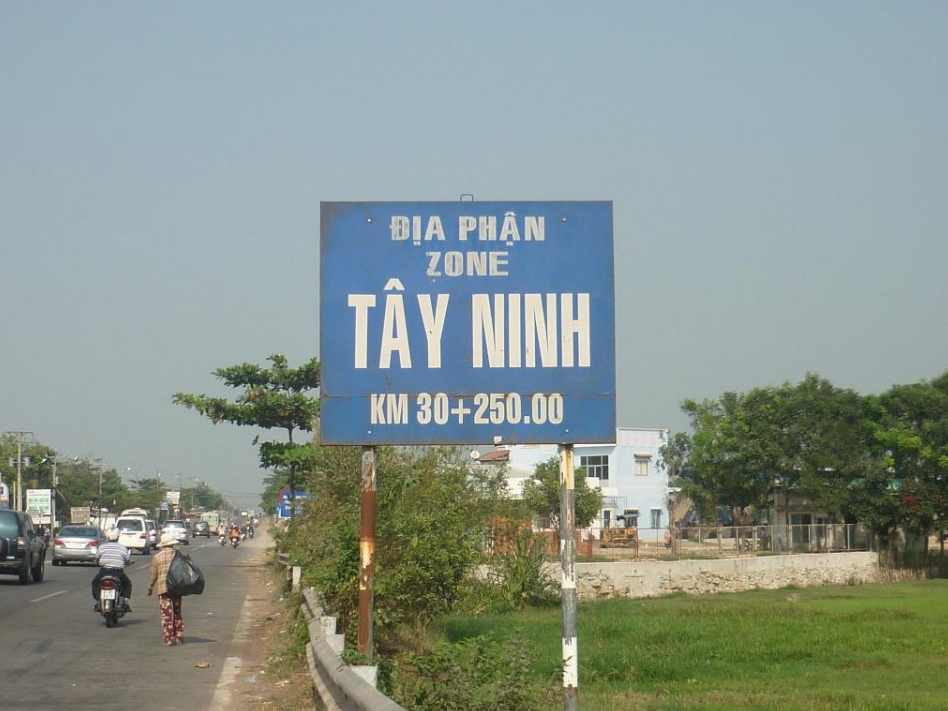 ĐỊA PHẬN
ZONE
TÂY NINH
KM 30+250.00